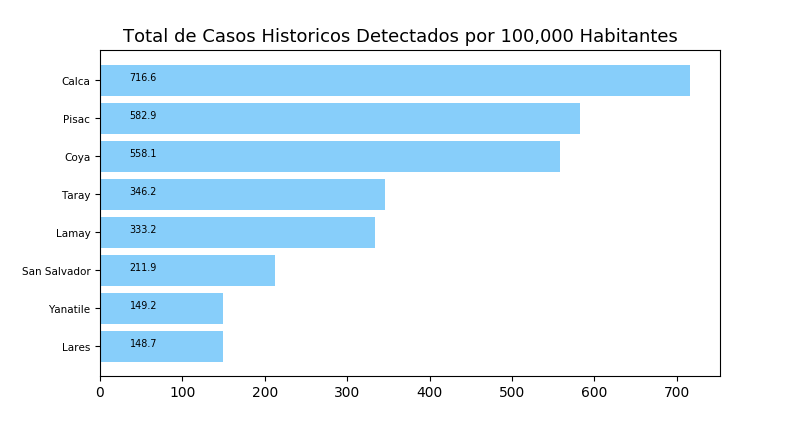 Total de Casos Historicos Detectados por 100,000 Habitantes
Calca 716.6
Pisac 582.9
Coya 558.1
Taray 346.2
Lamay 333.2
San Salvador 211.9
Yanatile 149.2
Lares 148.7
0 100 200 300 400 500 600 700